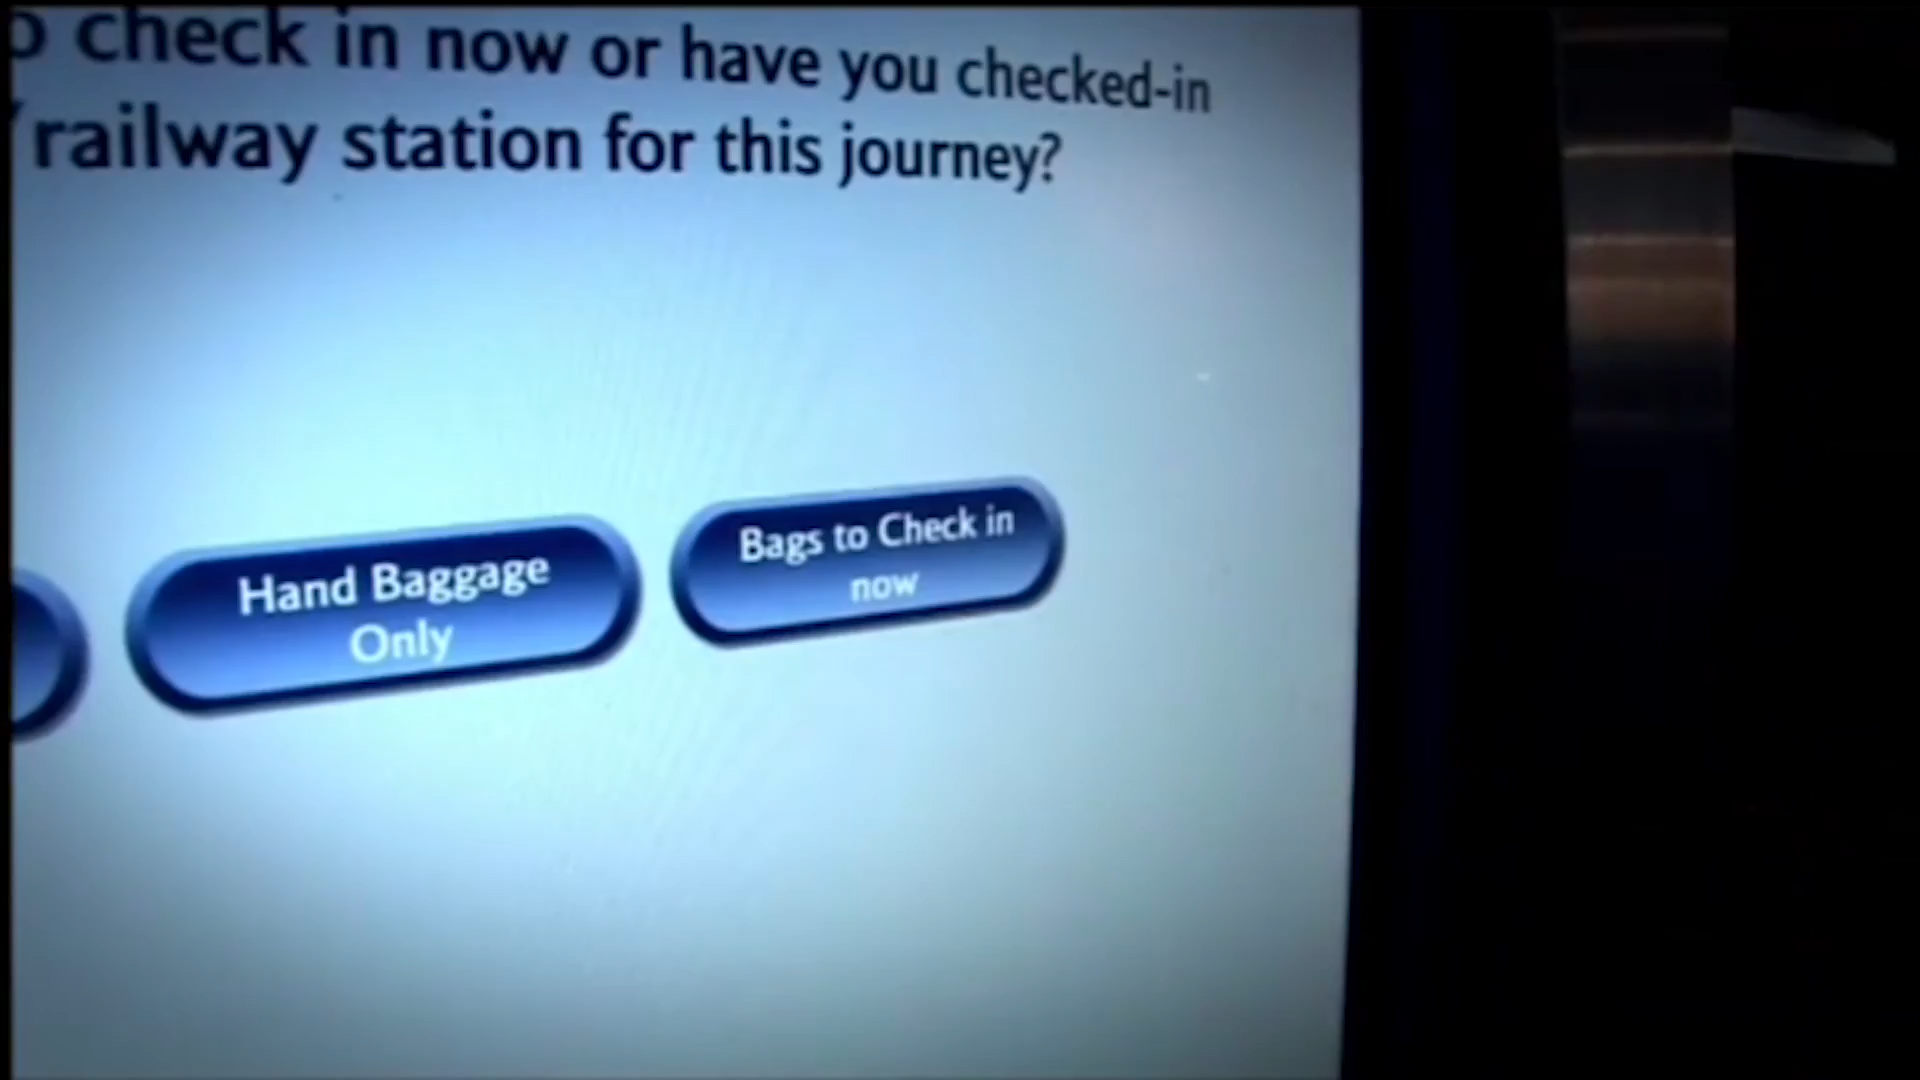 check in now or have you checked-in
railway station for this journey?
Hand Baggage
Only
Bags to Check in
now